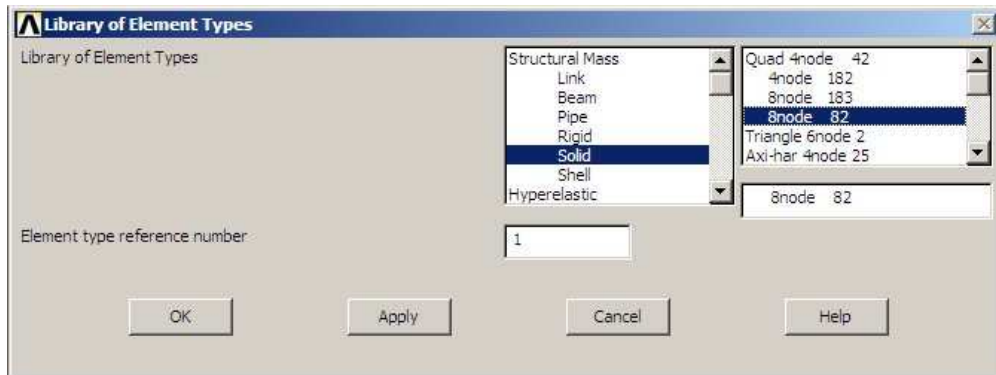 Library of Element Types
Library of Element Types
Structural Mass
Link
Beam
Pipe
Rigid
Solid
Shell
Hyperelastic
Quad 4node 42
4node 182
8node 183
8node 82
Triangle 6node 2
Axi-har 4node 25
8node 82
Element type reference number
1
OK
Apply
Cancel
Help